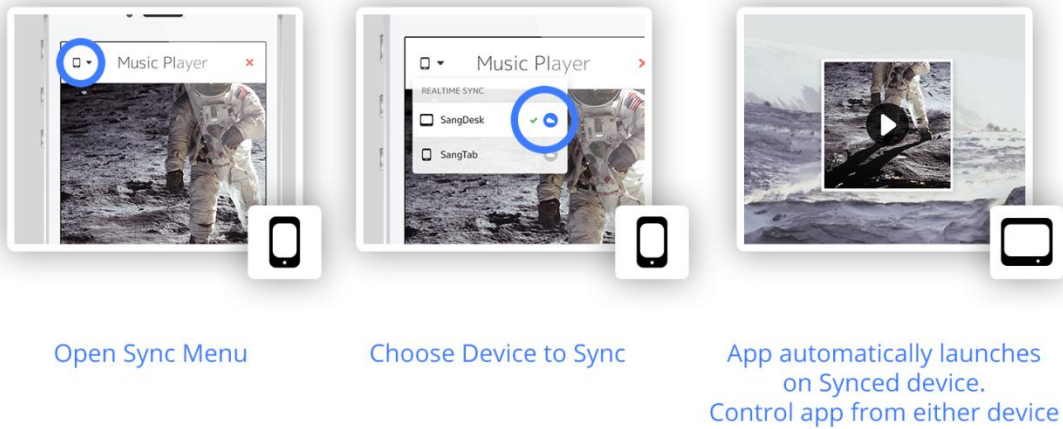 Music Player ×
Music Player
REALTIME SYNC
SangDesk
SangTab
Open Sync Menu
Choose Device to Sync
App automatically launches
on Synced device.
Control app from either device